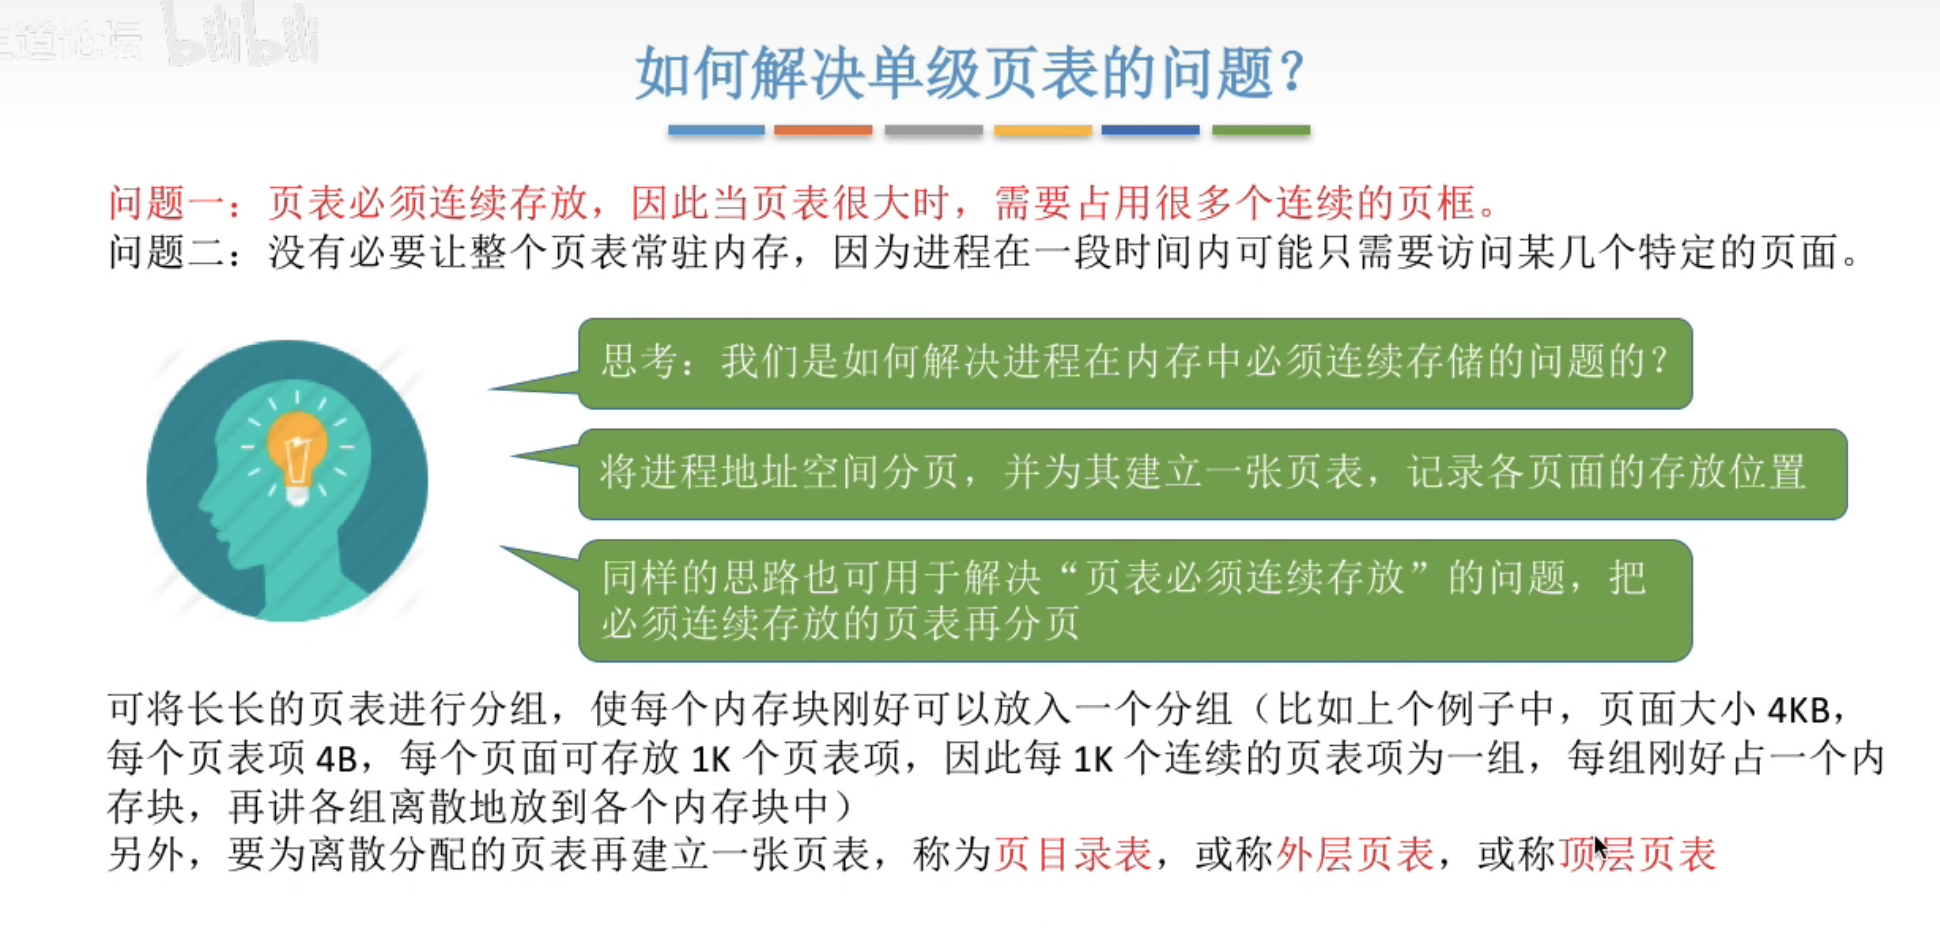 王道论坛 bilibili
如何解决单级页表的问题？
问题一：页表必须连续存放，因此当页表很大时，需要占用很多个连续的页框。
问题二：没有必要让整个页表常驻内存，因为进程在一段时间内可能只需要访问某几个特定的页面。
思考：我们是如何解决进程在内存中必须连续存储的问题的？
将进程地址空间分页，并为其建立一张页表，记录各页面的存放位置
同样的思路也可用于解决“页表必须连续存放”的问题，把
必须连续存放的页表再分页
可将长长的页表进行分组，使每个内存块刚好可以放入一个分组（比如上个例子中，页面大小 4KB，
每个页表项 4B，每个页面可存放 1K 个页表项，因此每 1K 个连续的页表项为一组，每组刚好占一个内
存块，再讲各组离散地放到各个内存块中）
另外，要为离散分配的页表再建立一张页表，称为页目录表，或称外层页表，或称顶层页表